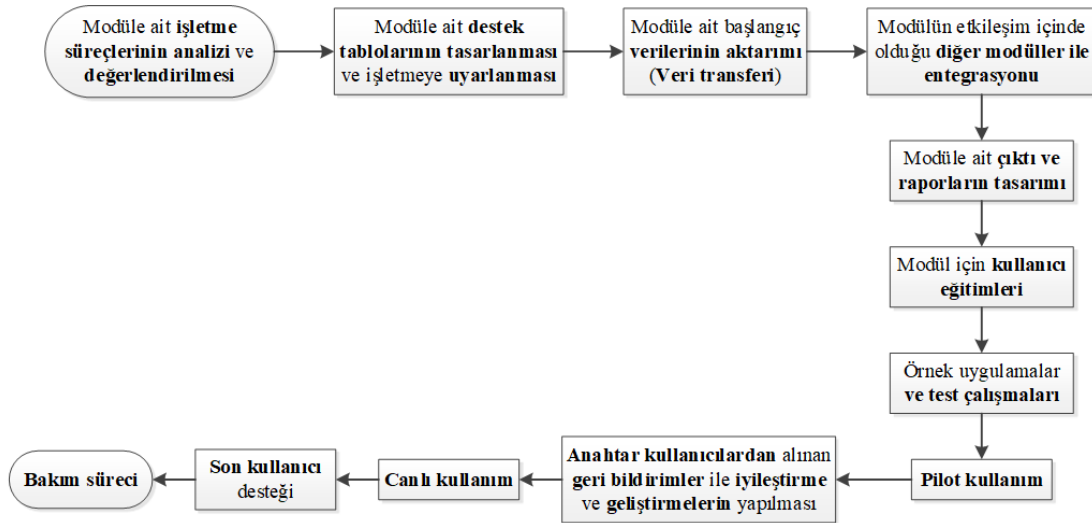 Modüle ait işletme
süreçlerinin analizi ve
değerlendirilmesi
Modüle ait destek
tablolarının tasarlanması
ve işletmeye uyarlanması
Modüle ait başlangıç
verilerinin aktarımı
(Veri transferi)
Modülün etkileşim içinde
olduğu diğer modüller ile
entegrasyonu
Modüle ait çıktı ve
raporların tasarımı
Modül için kullanıcı
eğitimleri
Örnek uygulamalar
ve test çalışmaları
Pilot kullanım
Anahtar kullanıcılardan alınan
geri bildirimler ile iyileştirme
ve geliştirmelerin yapılması
Canlı kullanım
Son kullanıcı
desteği
Bakım süreci